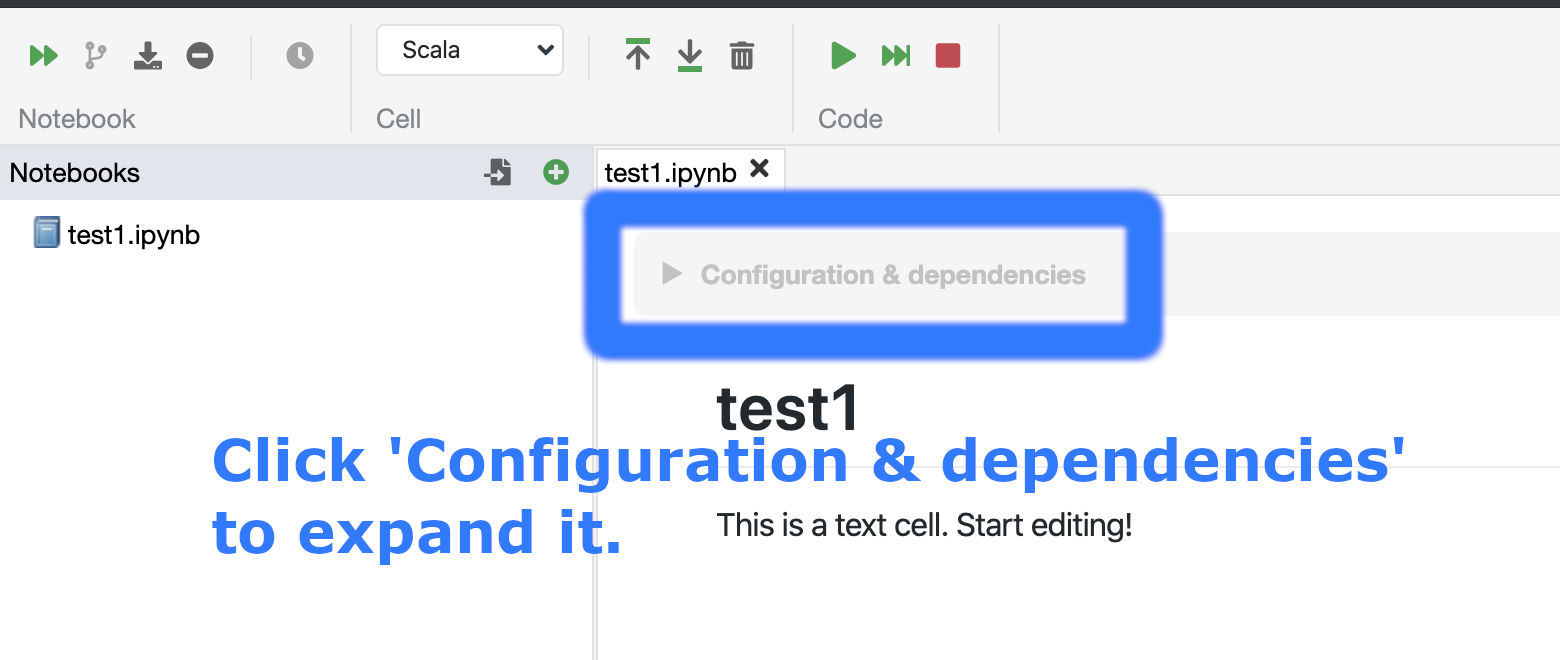 Scala
Notebook
Cell
Code
Notebooks
test1.ipynb
test1.ipynb
Configuration & dependencies
test1
Click 'Configuration & dependencies'
to expand it.
This is a text cell. Start editing!